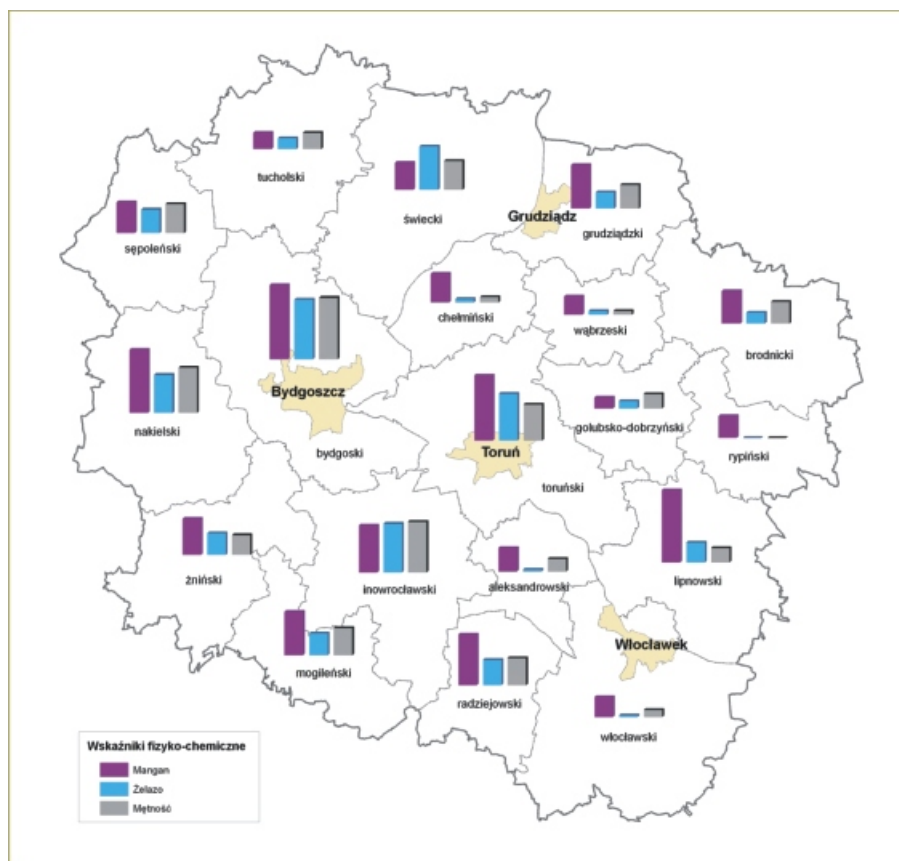 tucholski
świecki
Grudziądz
grudziądzki
sępoleński
chełmiński
wąbrzeski
brodnicki
Bydgoszcz
nakielski
bydgoski
Toruń
toruński
golubsko-dobrzyński
rypiński
żniński
inowrocławski
aleksandrowski
lipnowski
mogileński
radziejowski
Włocławek
włocławski
Wskaźniki fizyko-chemiczne
Mangan
Żelazo
Mętność